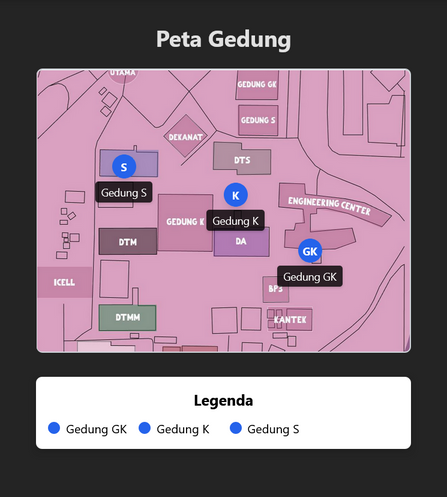 Peta Gedung
UTAMA
GEDUNG GK
GEDUNG S
DEKANAT
DTS
S
Gedung S
K
ENGINEERING CENTER
GEDUNG K
Gedung K
DTM
DA
GK
Gedung GK
ICELL
BPS
DTMM
KANTEK
Legenda
Gedung GK Gedung K Gedung S